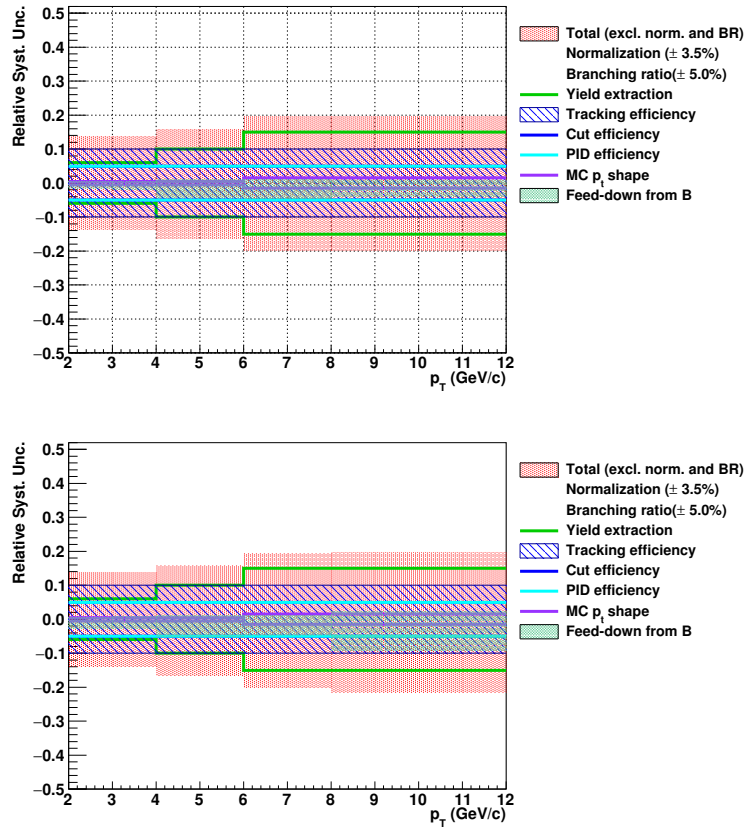 Relative Syst. Unc.
0.5
0.4
0.3
0.2
0.1
0.0
−0.1
−0.2
−0.3
−0.4
−0.5
2 3 4 5 6 7 8 9 10 11 12
p_T (GeV/c)
Total (excl. norm. and BR)
Normalization (± 3.5%)
Branching ratio(± 5.0%)
Yield extraction
Tracking efficiency
Cut efficiency
PID efficiency
MC p_t shape
Feed-down from B
Relative Syst. Unc.
0.5
0.4
0.3
0.2
0.1
0.0
−0.1
−0.2
−0.3
−0.4
−0.5
2 3 4 5 6 7 8 9 10 11 12
p_T (GeV/c)
Total (excl. norm. and BR)
Normalization (± 3.5%)
Branching ratio(± 5.0%)
Yield extraction
Tracking efficiency
Cut efficiency
PID efficiency
MC p_t shape
Feed-down from B